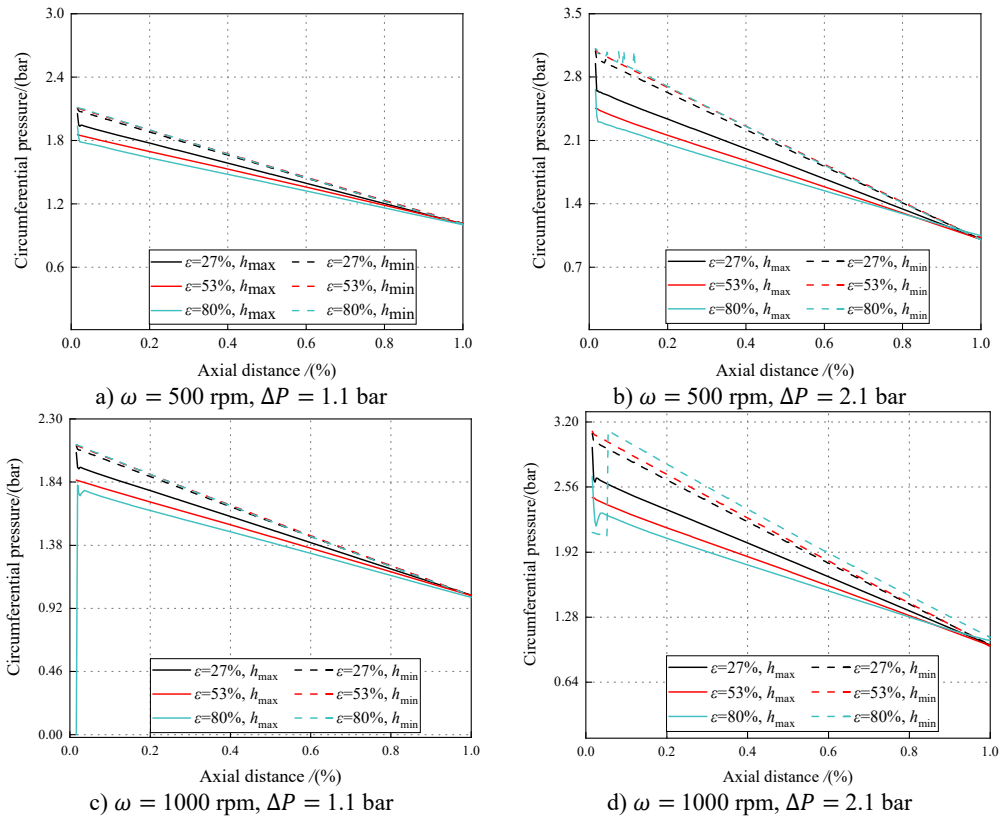 3.0
2.4
1.8
1.2
0.6
Circumferential pressure/(bar)
ε=27%, hmax
ε=27%, hmin
ε=53%, hmax
ε=53%, hmin
ε=80%, hmax
ε=80%, hmin
0.0 0.2 0.4 0.6 0.8 1.0
Axial distance /(%)
a) ω = 500 rpm, ΔP = 1.1 bar
3.5
2.8
2.1
1.4
0.7
Circumferential pressure/(bar)
ε=27%, hmax
ε=27%, hmin
ε=53%, hmax
ε=53%, hmin
ε=80%, hmax
ε=80%, hmin
0.0 0.2 0.4 0.6 0.8 1.0
Axial distance /(%)
b) ω = 500 rpm, ΔP = 2.1 bar
2.30
1.84
1.38
0.92
0.46
0.00
Circumferential pressure/(bar)
ε=27%, hmax
ε=27%, hmin
ε=53%, hmax
ε=53%, hmin
ε=80%, hmax
ε=80%, hmin
0.0 0.2 0.4 0.6 0.8 1.0
Axial distance /(%)
c) ω = 1000 rpm, ΔP = 1.1 bar
3.20
2.56
1.92
1.28
0.64
Circumferential pressure/(bar)
ε=27%, hmax
ε=27%, hmin
ε=53%, hmax
ε=53%, hmin
ε=80%, hmax
ε=80%, hmin
0.0 0.2 0.4 0.6 0.8 1.0
Axial distance /(%)
d) ω = 1000 rpm, ΔP = 2.1 bar